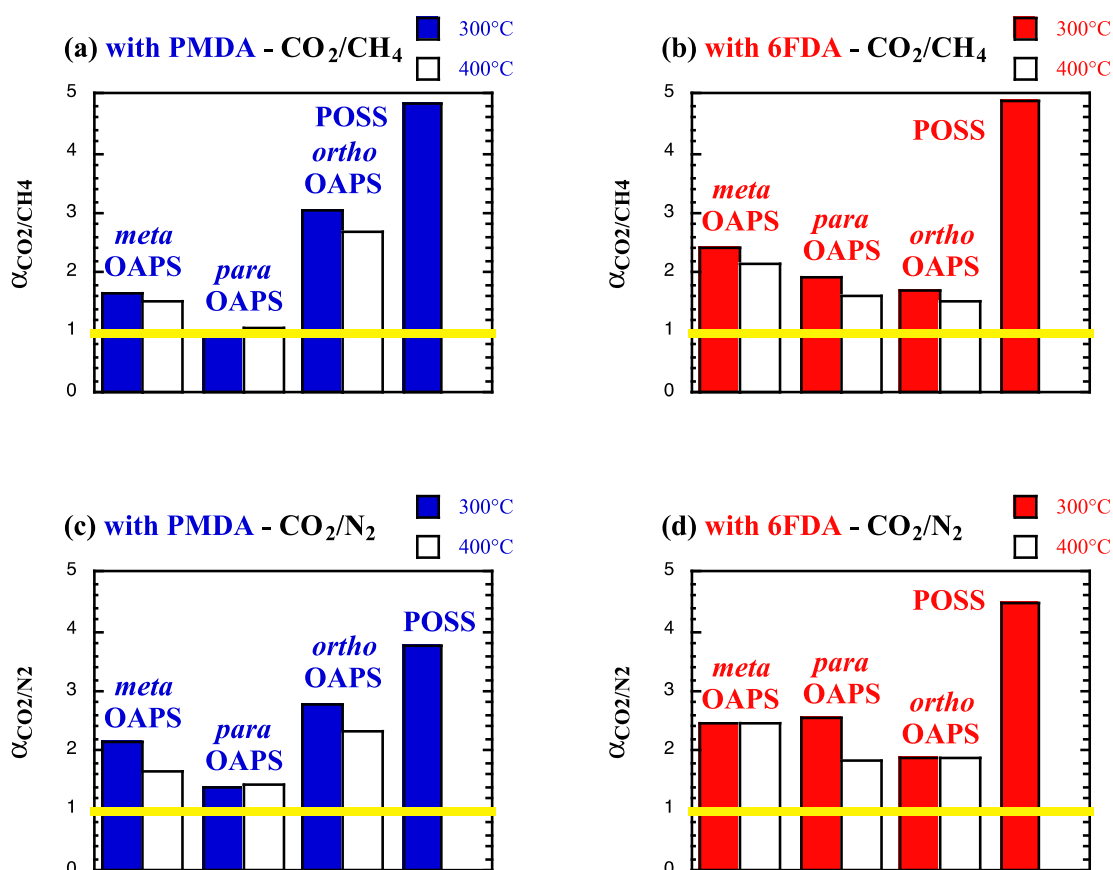 (a) with PMDA - CO2/CH4
300°C
400°C
5
4
3
2
1
0
αCO2/CH4
meta
OAPS
para
OAPS
ortho
OAPS
POSS
(b) with 6FDA - CO2/CH4
300°C
400°C
5
4
3
2
1
0
αCO2/CH4
meta
OAPS
para
OAPS
ortho
OAPS
POSS
(c) with PMDA - CO2/N2
300°C
400°C
5
4
3
2
1
0
αCO2/N2
meta
OAPS
para
OAPS
ortho
OAPS
POSS
(d) with 6FDA - CO2/N2
300°C
400°C
5
4
3
2
1
0
αCO2/N2
meta
OAPS
para
OAPS
ortho
OAPS
POSS